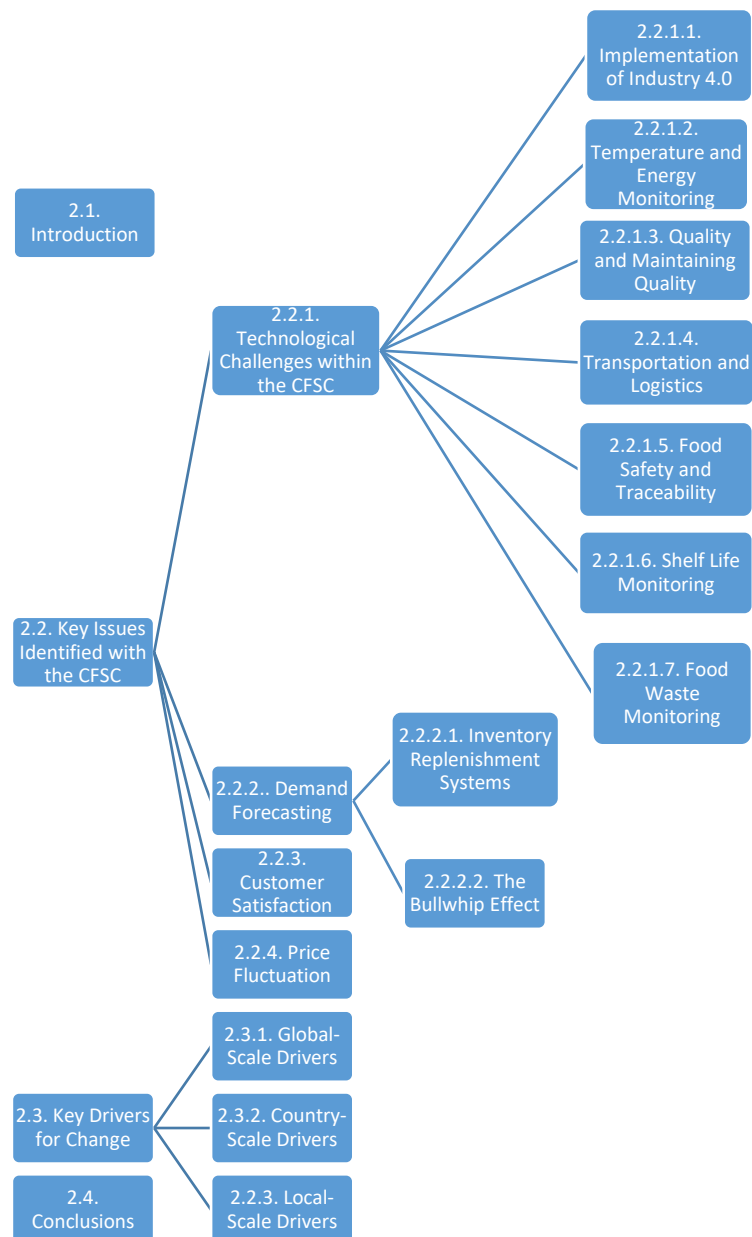 2.1.
Introduction
2.2. Key Issues
Identified with
the CFSC
2.2.1.
Technological
Challenges within
the CFSC
2.2.1.1.
Implementation
of Industry 4.0
2.2.1.2.
Temperature and
Energy
Monitoring
2.2.1.3. Quality
and Maintaining
Quality
2.2.1.4.
Transportation and
Logistics
2.2.1.5. Food
Safety and
Traceability
2.2.1.6. Shelf Life
Monitoring
2.2.1.7. Food
Waste
Monitoring
2.2.2.. Demand
Forecasting
2.2.2.1. Inventory
Replenishment
Systems
2.2.2.2. The
Bullwhip Effect
2.2.3.
Customer
Satisfaction
2.2.4. Price
Fluctuation
2.3. Key Drivers
for Change
2.3.1. Global-
Scale Drivers
2.3.2. Country-
Scale Drivers
2.2.3. Local-
Scale Drivers
2.4.
Conclusions